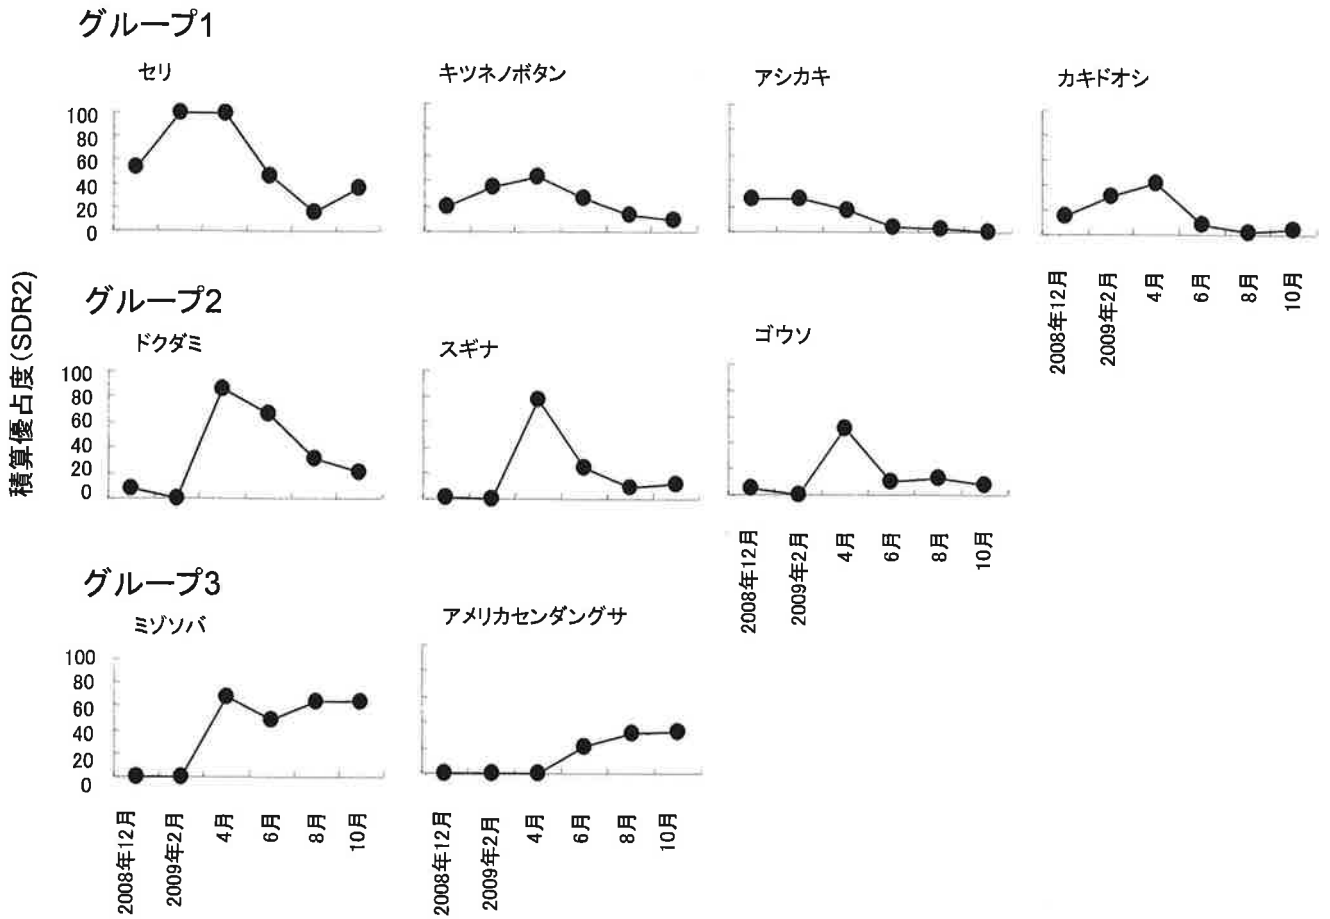 グループ1
セリ
キツネノボタン
アシカキ
カキドオシ
100
80
60
40
20
0
2008年12月
2009年2月
4月
6月
8月
10月
積算優占度(SDR2)
グループ2
ドクダミ
スギナ
ゴウソ
100
80
60
40
20
0
2008年12月
2009年2月
4月
6月
8月
10月
グループ3
ミゾソバ
アメリカセンダングサ
100
80
60
40
20
0
2008年12月
2009年2月
4月
6月
8月
10月
2008年12月
2009年2月
4月
6月
8月
10月